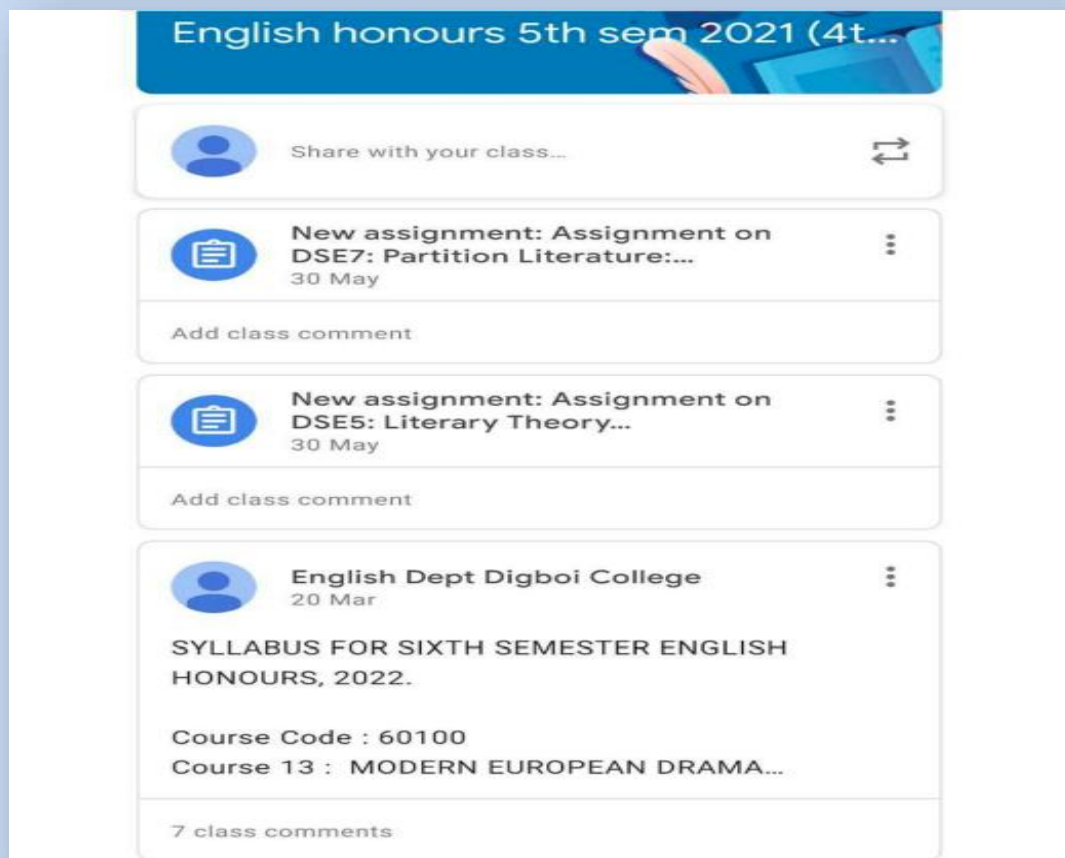 English honours 5th sem 2021 (4t...
Share with your class...
New assignment: Assignment on
DSE7: Partition Literature:...
30 May
Add class comment
New assignment: Assignment on
DSE5: Literary Theory...
30 May
Add class comment
English Dept Digboi College
20 Mar
SYLLABUS FOR SIXTH SEMESTER ENGLISH
HONOURS, 2022.
Course Code : 60100
Course 13 : MODERN EUROPEAN DRAMA...
7 class comments